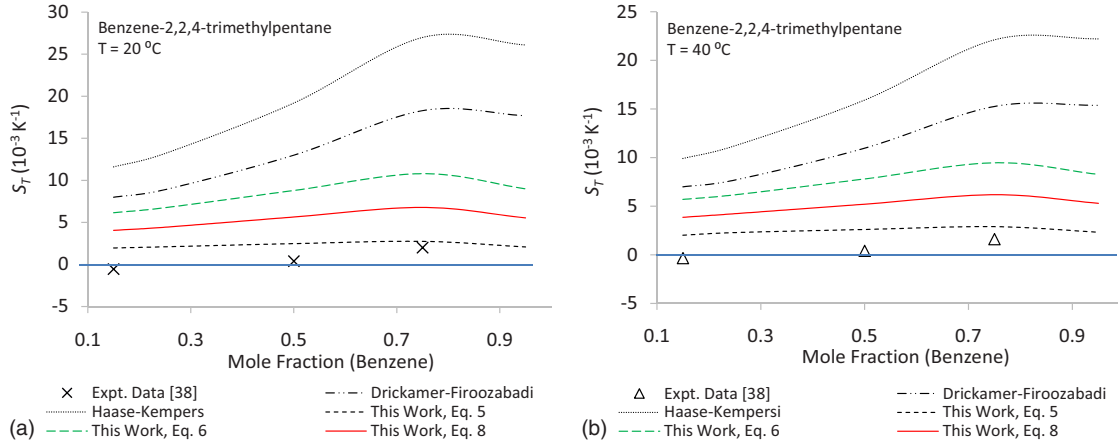 Benzene-2,2,4-trimethylpentane
T = 20 ⁰C
30
25
20
15
10
5
0
-5
S_T (10⁻³ K⁻¹)
0.1 0.3 0.5 0.7 0.9
Mole Fraction (Benzene)
(a)
Expt. Data [38]
Drickamer-Firoozabadi
Haase-Kempers
This Work, Eq. 5
This Work, Eq. 6
This Work, Eq. 8
Benzene-2,2,4-trimethylpentane
T = 40 ⁰C
25
20
15
10
5
0
-5
S_T (10⁻³ K⁻¹)
0.1 0.3 0.5 0.7 0.9
Mole Fraction (Benzene)
(b)
Expt. Data [38]
Drickamer-Firoozabadi
Haase-Kempersi
This Work, Eq. 5
This Work, Eq. 6
This Work, Eq. 8